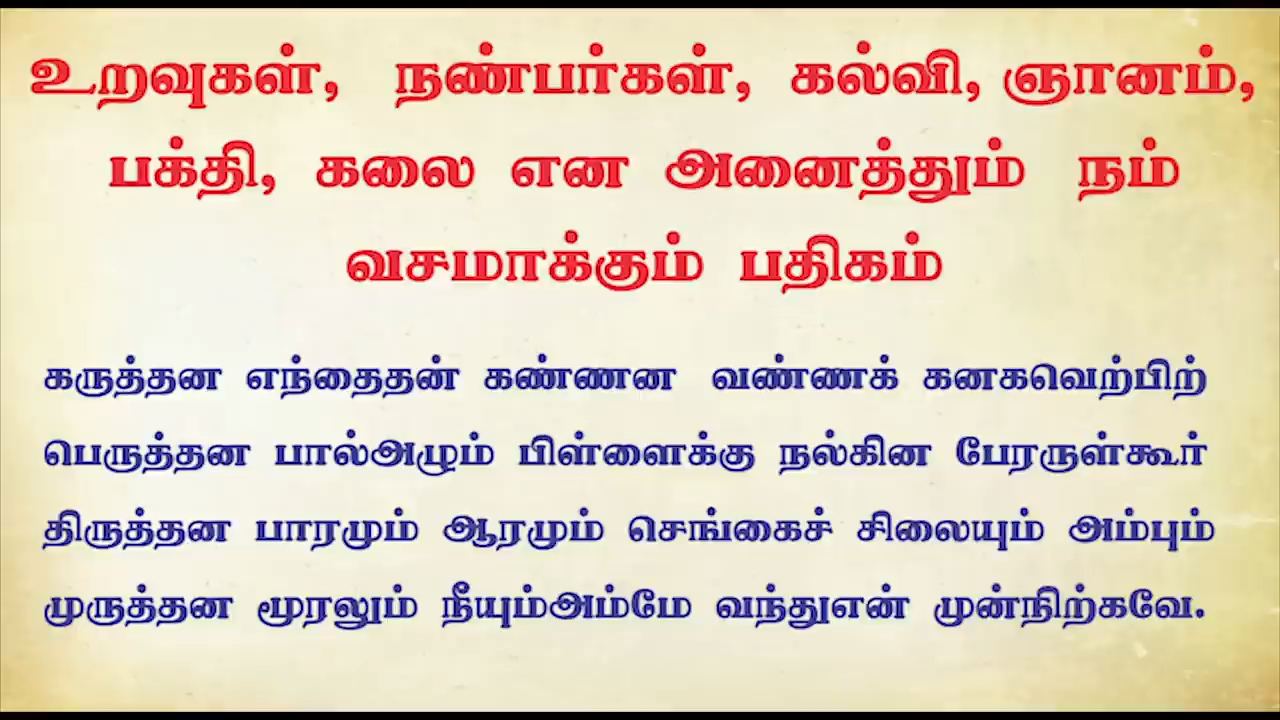 உறவுகள், நண்பர்கள், கல்வி, ஞானம்,
பக்தி, கலை என அனைத்தும் நம்
வசமாக்கும் பதிகம்
கருத்தன எந்தைதன் கண்ணன வண்ணக் கனகவெற்பிற்
பெருத்தன பால்அழும் பிள்ளைக்கு நல்கின பேரருள்கூர்
திருத்தன பாரமும் ஆரமும் செங்கைச் சிலையும் அம்பும்
முருத்தன மூரலும் நீயும்அம்மே வந்துஎன் முன்நிற்கவே.